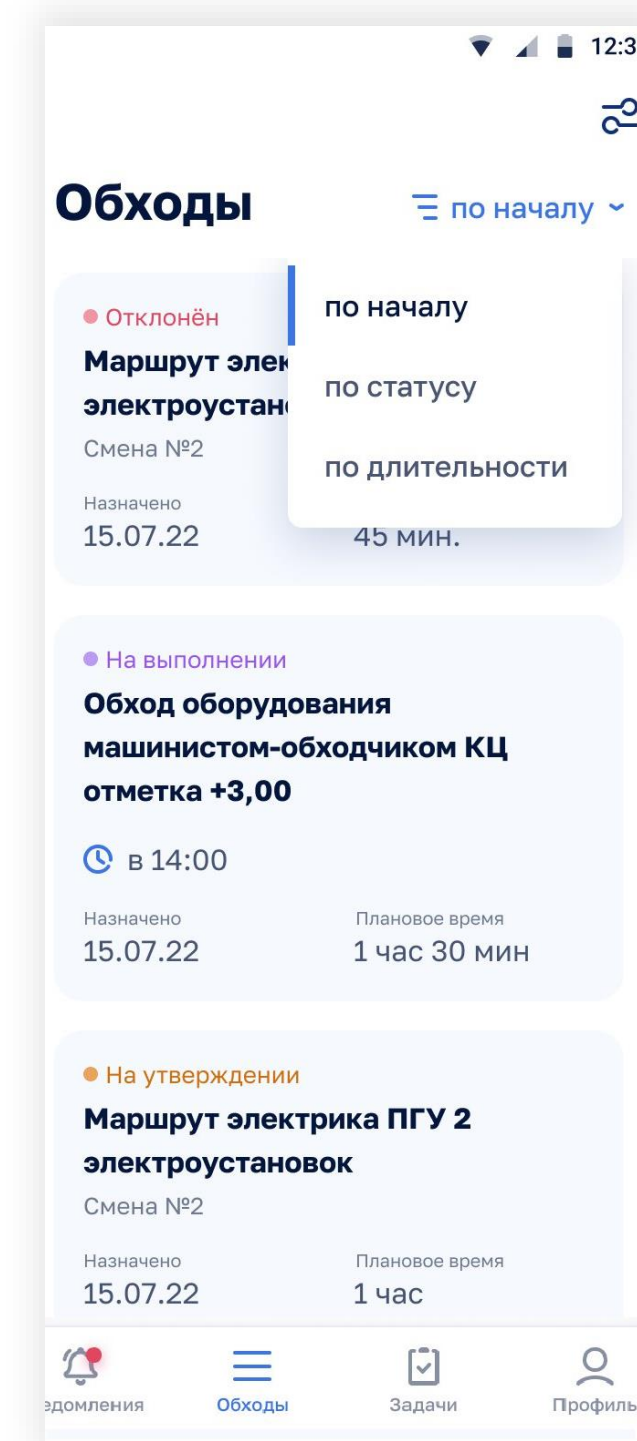 12:3
Обходы
по началу
по началу
по статусу
по длительности
Отклонён
Маршрут элек
электроустан
Смена №2
Назначено
15.07.22
45 мин.
На выполнении
Обход оборудования
машинистом-обходчиком КЦ
отметка +3,00
в 14:00
Назначено
Плановое время
15.07.22
1 час 30 мин
На утверждении
Маршрут электрика ПГУ 2
электроустановок
Смена №2
Назначено
Плановое время
15.07.22
1 час
едомления
Обходы
Задачи
Профиль